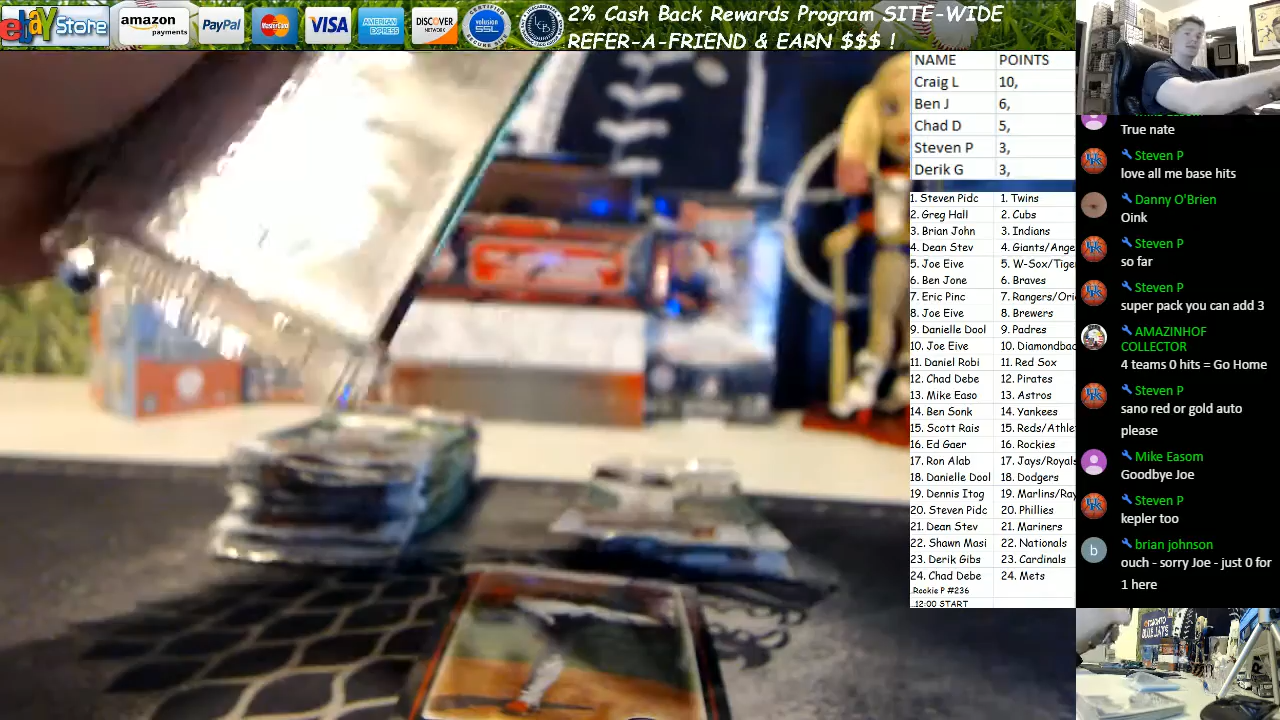 ebay Store
amazon payments
PayPal
MasterCard
VISA
AMERICAN EXPRESS
DISCOVER NETWORK
volusion SSL
2% Cash Back Rewards Program SITE-WIDE
REFER-A-FRIEND & EARN $$$ !
NAME POINTS
Craig L 10,
Ben J 6,
Chad D 5,
Steven P 3,
Derik G 3,
1. Steven Pidc 1. Twins
2. Greg Hall 2. Cubs
3. Brian John 3. Indians
4. Dean Stev 4. Giants/Ange
5. Joe Eive 5. W-Sox/Tige
6. Ben Jone 6. Braves
7. Eric Pinc 7. Rangers/Ori
8. Joe Eive 8. Brewers
9. Danielle Dool 9. Padres
10. Joe Eive 10. Diamondbac
11. Daniel Robi 11. Red Sox
12. Chad Debe 12. Pirates
13. Mike Easo 13. Astros
14. Ben Sonk 14. Yankees
15. Scott Rais 15. Reds/Athle
16. Ed Gaer 16. Rockies
17. Ron Alab 17. Jays/Royals
18. Danielle Dool 18. Dodgers
19. Dennis Itog 19. Marlins/Ray
20. Steven Pidc 20. Phillies
21. Dean Stev 21. Mariners
22. Shawn Masi 22. Nationals
23. Derik Gibs 23. Cardinals
24. Chad Debe 24. Mets
.Rookie P #236
..12:00 START
True nate
Steven P
love all me base hits
Danny O'Brien
Oink
Steven P
so far
Steven P
super pack you can add 3
AMAZINHOF
COLLECTOR
4 teams 0 hits = Go Home
Steven P
sano red or gold auto
please
Mike Easom
Goodbye Joe
Steven P
kepler too
b
brian johnson
ouch - sorry Joe - just 0 for
1 here
BLUE JAYS